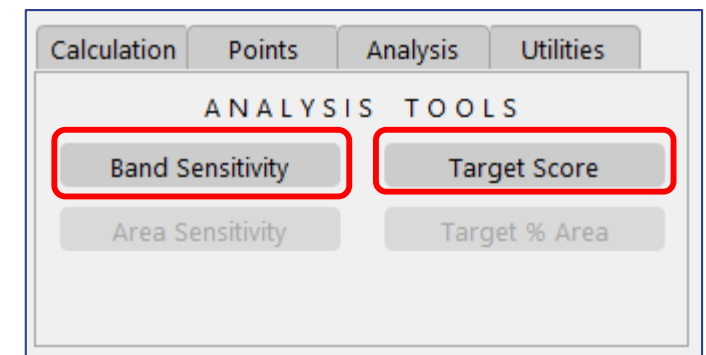 Calculation Points Analysis Utilities
ANALYSIS TOOLS
Band Sensitivity Target Score
Area Sensitivity Target % Area